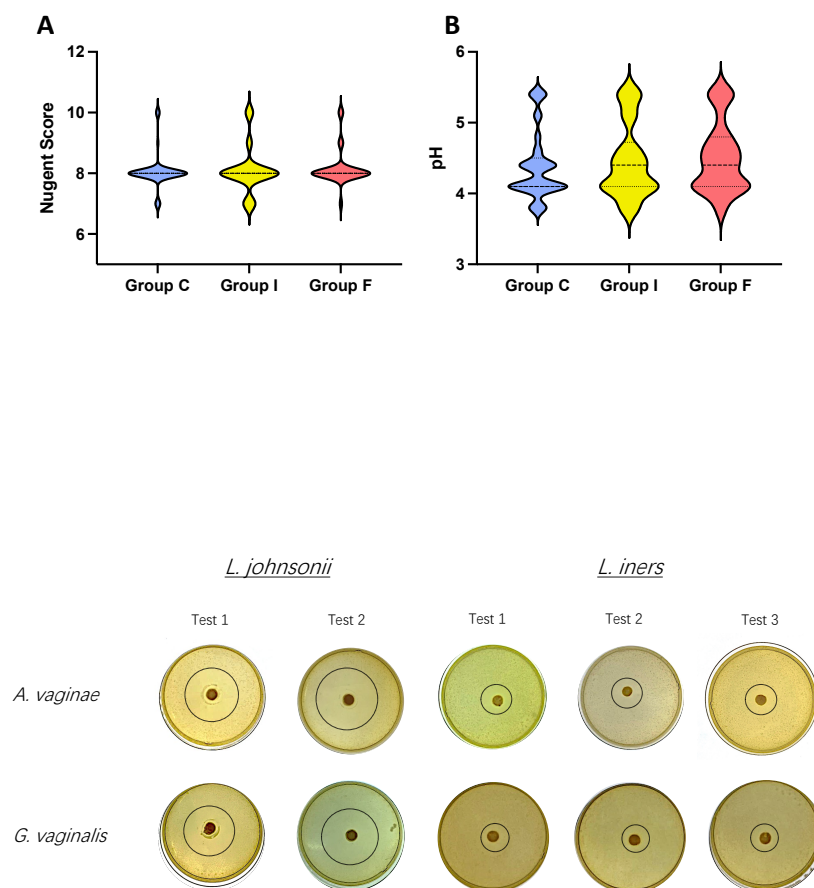 A
12
10
8
6
Nugent Score
Group C
Group I
Group F
B
6
5
4
3
pH
Group C
Group I
Group F
L. johnsonii
L. iners
Test 1
Test 2
Test 1
Test 2
Test 3
A. vaginae
G. vaginalis